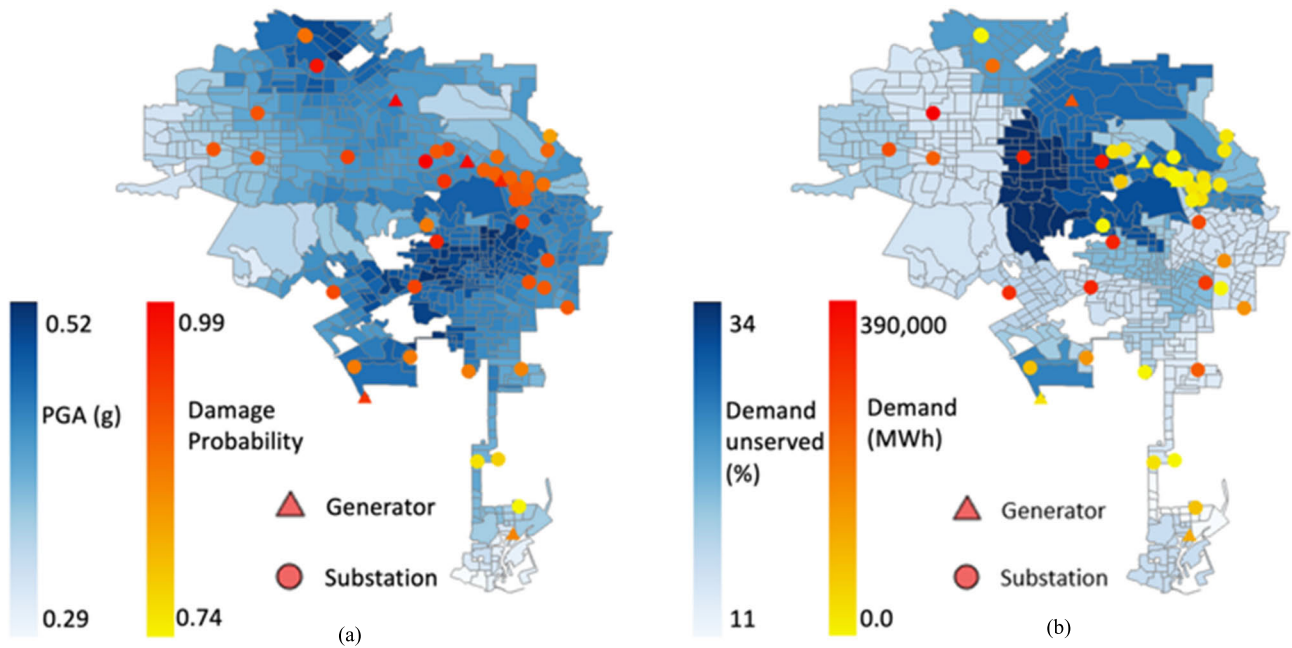 0.52
0.99
PGA (g)
Damage
Probability
Generator
Substation
0.29
0.74
(a)
34
390,000
Demand
unserved
(%)
Demand
(MWh)
Generator
Substation
11
0.0
(b)